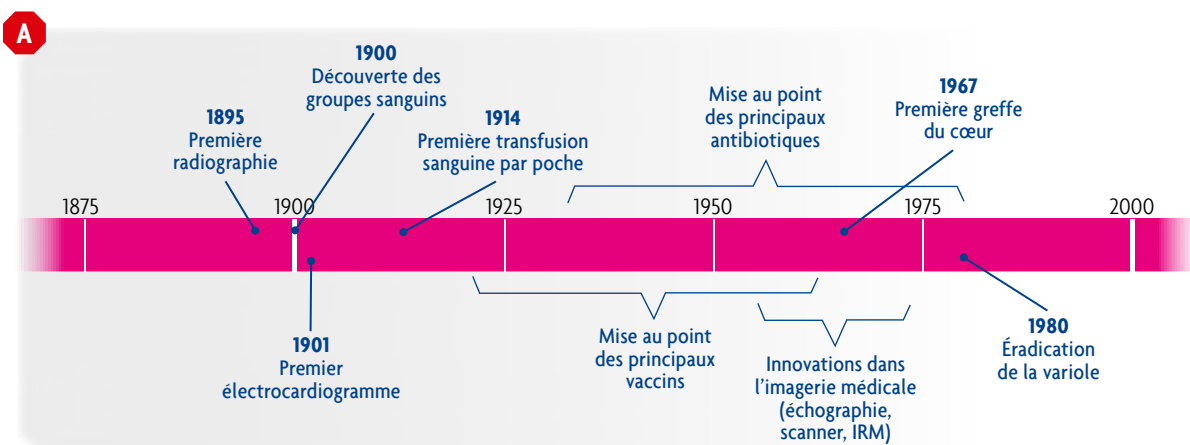 A
1900
Découverte des
groupes sanguins
1895
Première
radiographie
1914
Première transfusion
sanguine par poche
Mise au point
des principaux
antibiotiques
1967
Première greffe
du cœur
1875
1900
1925
1950
1975
2000
1901
Premier
électrocardiogramme
Mise au point
des principaux
vaccins
Innovations dans
l'imagerie médicale
(échographie,
scanner, IRM)
1980
Éradication
de la variole